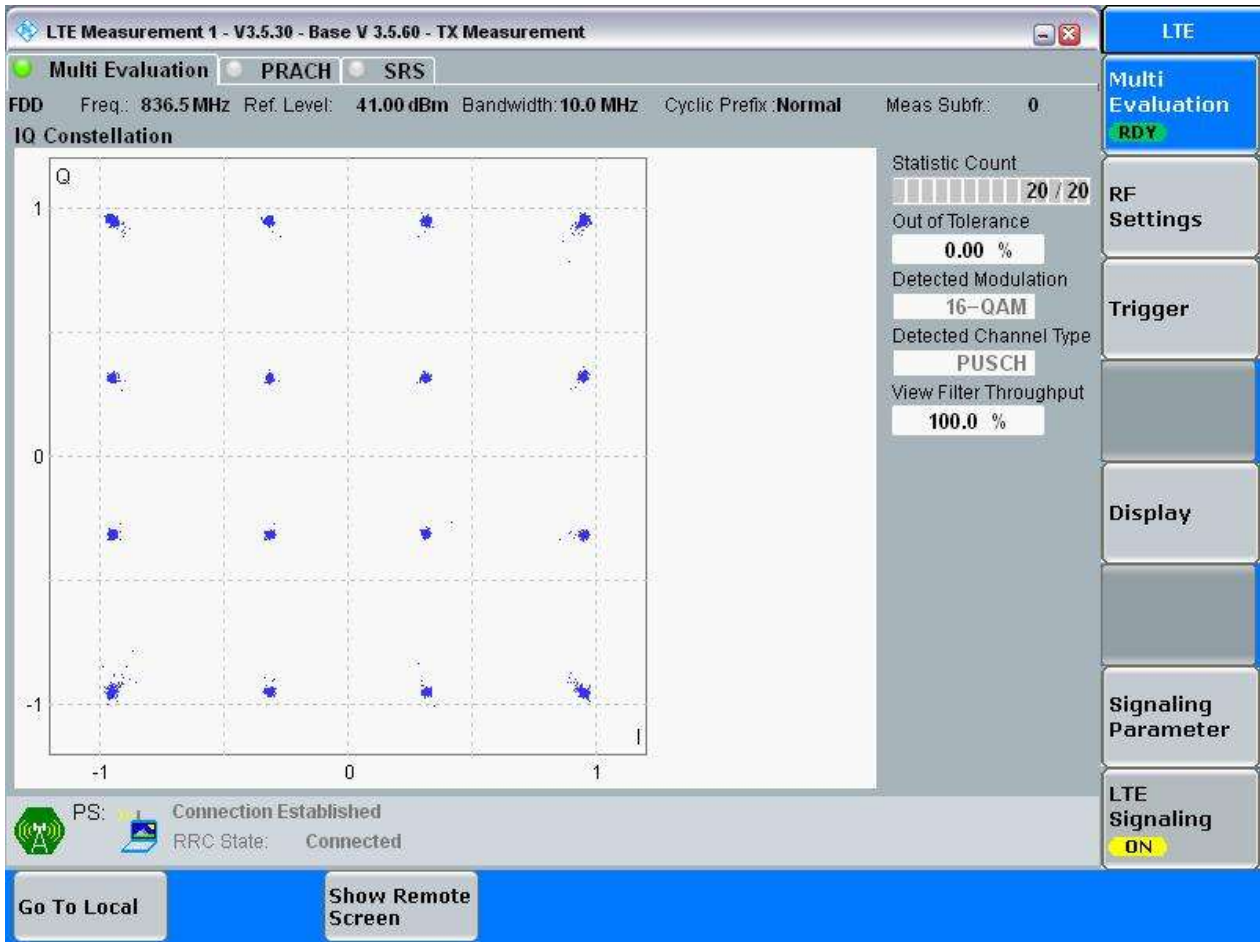 LTE Measurement 1 - V3.5.30 - Base V 3.5.60 - TX Measurement
LTE
Multi Evaluation PRACH SRS
FDD Freq.: 836.5 MHz Ref. Level: 41.00 dBm Bandwidth: 10.0 MHz Cyclic Prefix :Normal Meas Subfr.: 0
IQ Constellation
Q
1
0
-1
-1 0 1
I
Statistic Count
20 / 20
Out of Tolerance
0.00 %
Detected Modulation
16-QAM
Detected Channel Type
PUSCH
View Filter Throughput
100.0 %
Multi
Evaluation
RDY
RF
Settings
Trigger
Display
Signaling
Parameter
LTE
Signaling
ON
PS: Connection Established
RRC State: Connected
Go To Local
Show Remote
Screen